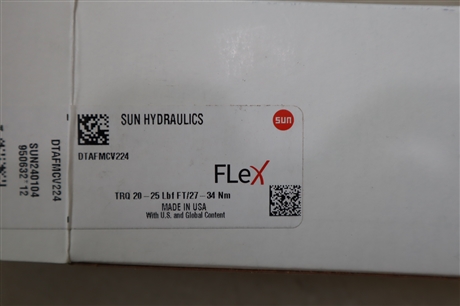 SUN HYDRAULICS
sun
DTAFMCV224
FLeX
TRQ 20-25 Lbf FT/27-34 Nm
MADE IN USA
With U.S. and Global Content
DTAFMCV224
SUN240104
950632*12